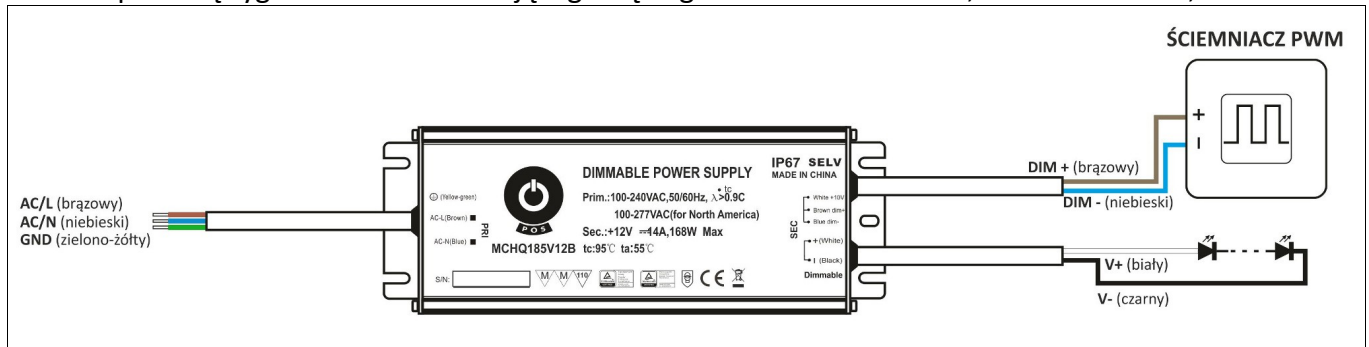 ŚCIEMNIACZ PWM
+
DIM + (brązowy)
DIM - (niebieski)
AC/L (brązowy)
AC/N (niebieski)
GND (zielono-żółty)
(Yellow-green)
AC-L(Brown)
AC-N(Blue)
PRI
S/N:
POS
MCHQ185V12B
DIMMABLE POWER SUPPLY
Prim.:100-240VAC,50/60Hz, λ>0.9C
100-277VAC(for North America)
Sec.:+12V ⎓14A,168W Max
tc:95℃ ta:55℃
M M 110
CE
tc
IP67 SELV
MADE IN CHINA
White +10V
Brown dim+
Blue dim-
SEC
+(White)
I (Black)
Dimmable
V+ (biały)
V- (czarny)